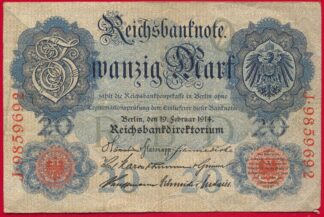 Reichsbanknote.
Zwanzig Mark
zahlt die Reichsbankhauptkasse in Berlin ohne
Legitimationsprüfung dem Einlieferer dieser Banknote
Berlin, den 19. Februar 1914.
Reichsbankdirektorium
20
20
J·9859692
J·9859692